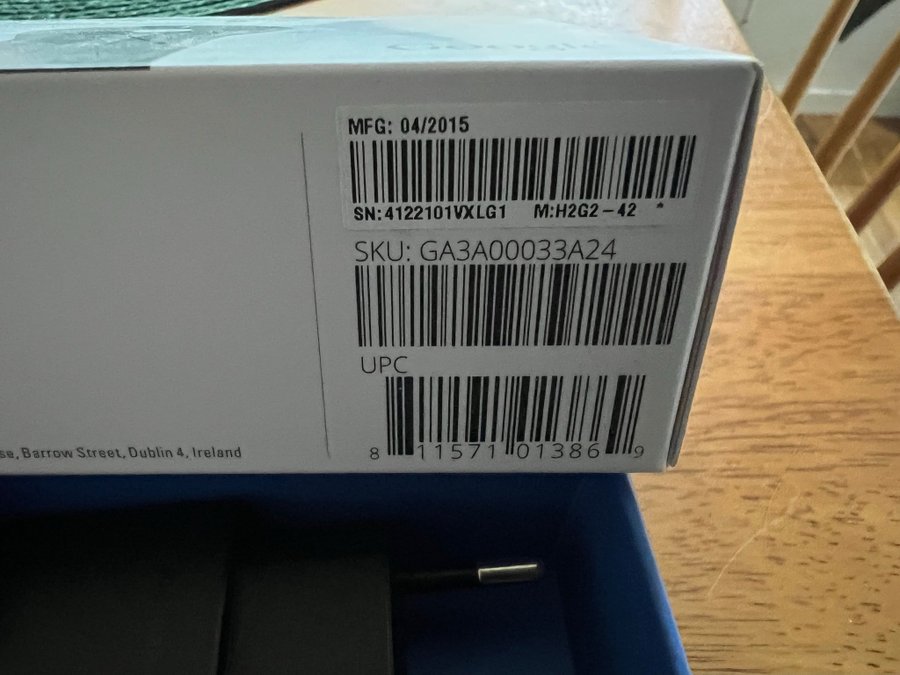 MFG: 04/2015
SN:4122101VXLG1 M:H2G2-42 *
SKU: GA3A00033A24
UPC
8 11571 01386 9
se, Barrow Street, Dublin 4, Ireland